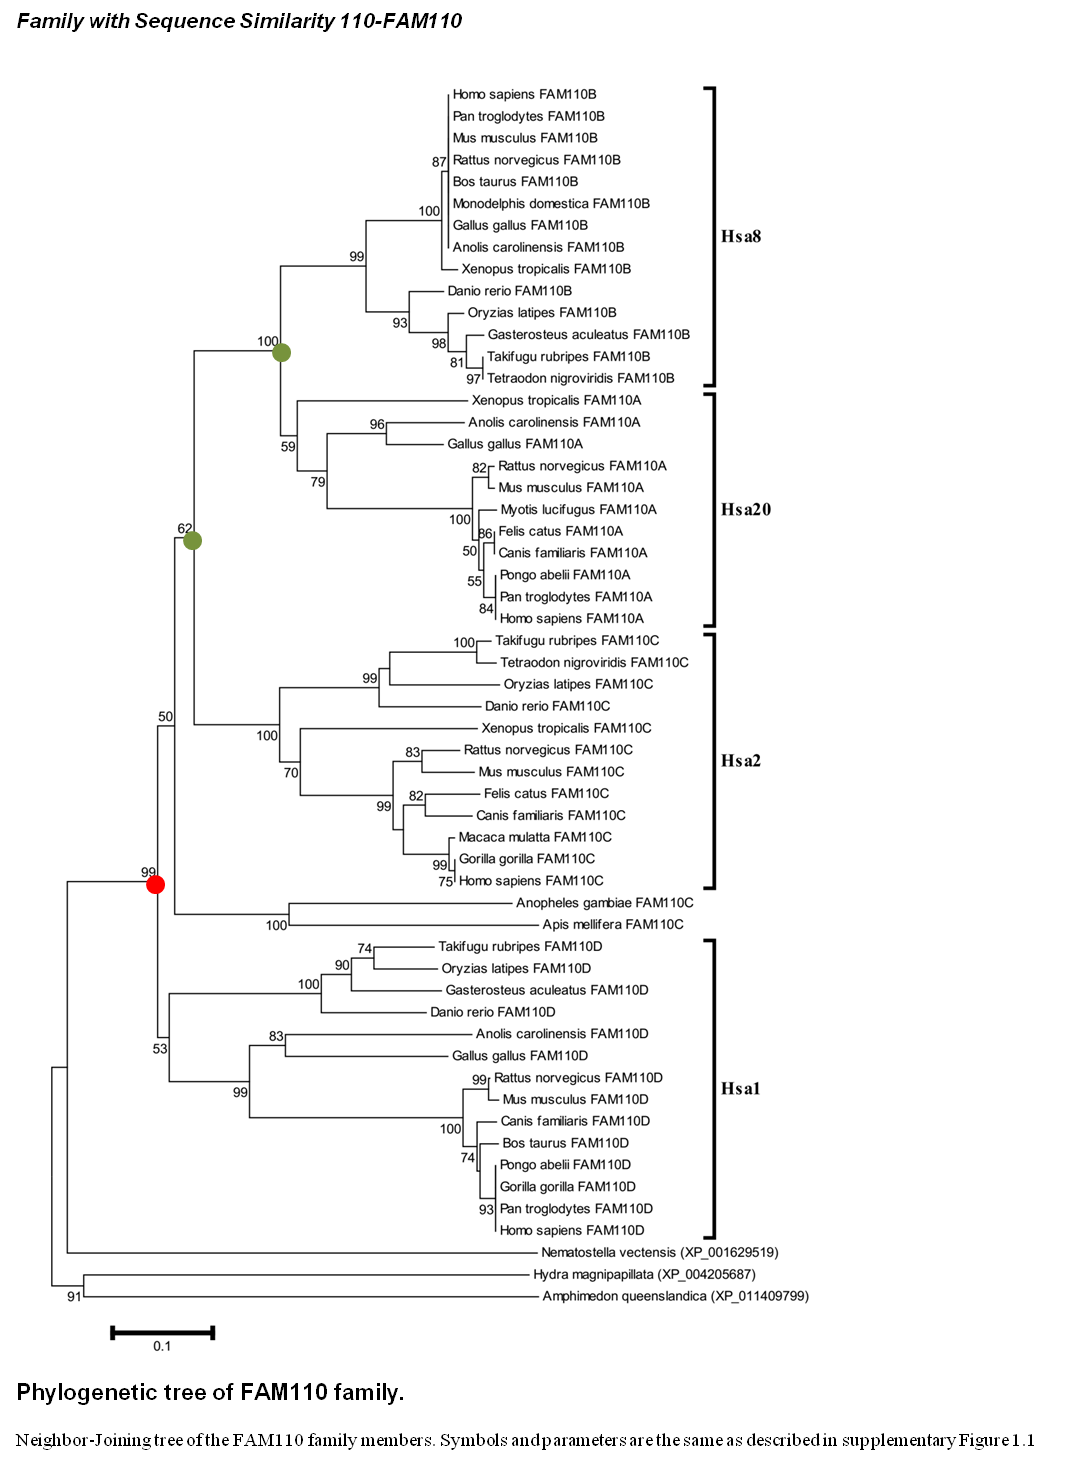 Family with Sequence Similarity 110-FAM110
Homo sapiens FAM110B
Pan troglodytes FAM110B
Mus musculus FAM110B
87
Rattus norvegicus FAM110B
Bos taurus FAM110B
Monodelphis domestica FAM110B
100
Gallus gallus FAM110B
Hsa8
Anolis carolinensis FAM110B
99
Xenopus tropicalis FAM110B
Danio rerio FAM110B
Oryzias latipes FAM110B
93
Gasterosteus aculeatus FAM110B
98
100
Takifugu rubripes FAM110B
81
97
Tetraodon nigroviridis FAM110B
Xenopus tropicalis FAM110A
Anolis carolinensis FAM110A
96
Gallus gallus FAM110A
59
Rattus norvegicus FAM110A
82
79
Mus musculus FAM110A
Myotis lucifugus FAM110A
Hsa20
100
62
Felis catus FAM110A
86
50
Canis familiaris FAM110A
Pongo abelii FAM110A
55
Pan troglodytes FAM110A
84
Homo sapiens FAM110A
Takifugu rubripes FAM110C
100
Tetraodon nigroviridis FAM110C
99
Oryzias latipes FAM110C
Danio rerio FAM110C
50
Xenopus tropicalis FAM110C
100
Rattus norvegicus FAM110C
83
Hsa2
70
Mus musculus FAM110C
Felis catus FAM110C
82
99
Canis familiaris FAM110C
Macaca mulatta FAM110C
Gorilla gorilla FAM110C
99
99
75
Homo sapiens FAM110C
Anopheles gambiae FAM110C
100
Apis mellifera FAM110C
Takifugu rubripes FAM110D
74
90
Oryzias latipes FAM110D
100
Gasterosteus aculeatus FAM110D
Danio rerio FAM110D
Anolis carolinensis FAM110D
83
53
Gallus gallus FAM110D
Rattus norvegicus FAM110D
99
Hsa1
99
Mus musculus FAM110D
Canis familiaris FAM110D
100
Bos taurus FAM110D
74
Pongo abelii FAM110D
Gorilla gorilla FAM110D
93
Pan troglodytes FAM110D
Homo sapiens FAM110D
Nematostella vectensis (XP_001629519)
Hydra magnipapillata (XP_004205687)
91
Amphimedon queenslandica (XP_011409799)
0.1
Phylogenetic tree of FAM110 family.
Neighbor-Joining tree of the FAM110 family members. Symbols and parameters are the same as described in supplementary Figure 1.1